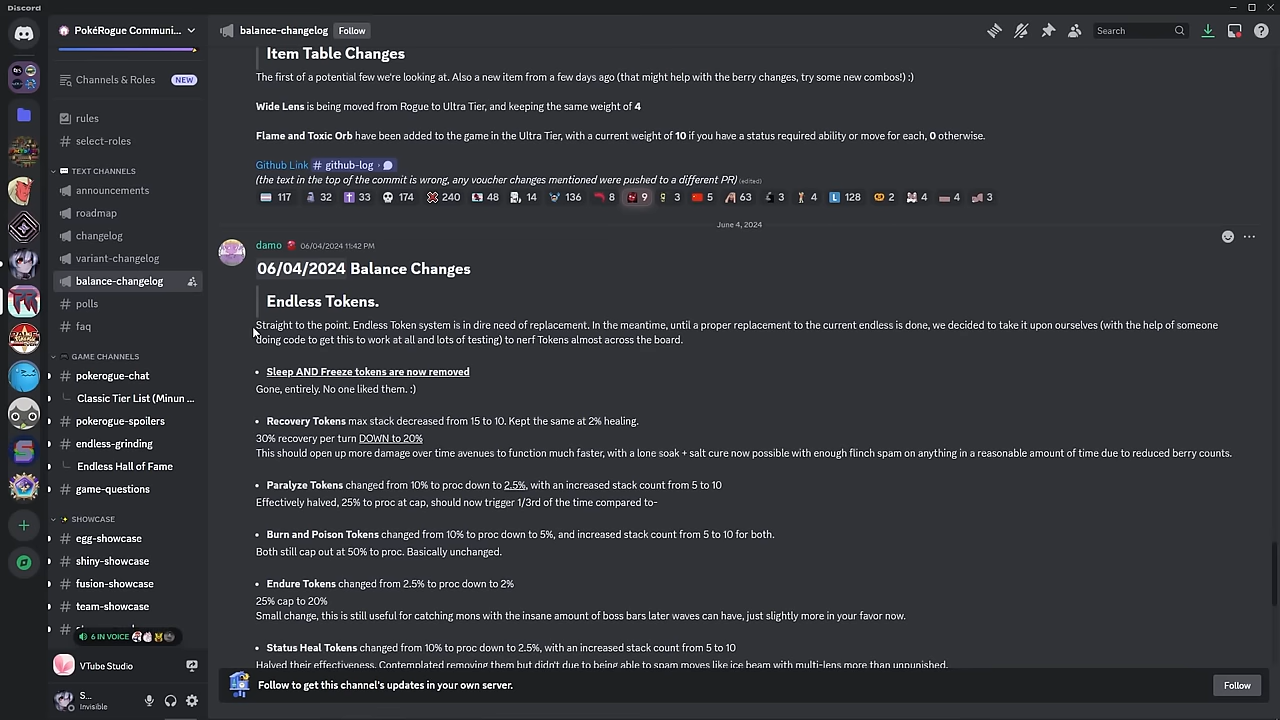 Discord
PokéRogue Communi...
balance-changelog
Follow
Search
Channels & Roles
NEW
rules
select-roles
TEXT CHANNELS
announcements
roadmap
changelog
variant-changelog
balance-changelog
polls
faq
GAME CHANNELS
pokerogue-chat
Classic Tier List (Minun ...
pokerogue-spoilers
endless-grinding
Endless Hall of Fame
game-questions
SHOWCASE
egg-showcase
shiny-showcase
fusion-showcase
team-showcase
6 IN VOICE
VTube Studio
S...
Invisible
Item Table Changes
The first of a potential few we're looking at. Also a new item from a few days ago (that might help with the berry changes, try some new combos!) :)
Wide Lens is being moved from Rogue to Ultra Tier, and keeping the same weight of 4
Flame and Toxic Orb have been added to the game in the Ultra Tier, with a current weight of 10 if you have a status required ability or move for each, 0 otherwise.
Github Link # github-log ›
(the text in the top of the commit is wrong, any voucher changes mentioned were pushed to a different PR) (edited)
117 32 33 174 240 48 14 136 8 9 3 5 63 3 4 L 128 2 4 4 3
June 4, 2024
damo 06/04/2024 11:42 PM
06/04/2024 Balance Changes
Endless Tokens.
Straight to the point. Endless Token system is in dire need of replacement. In the meantime, until a proper replacement to the current endless is done, we decided to take it upon ourselves (with the help of someone
doing code to get this to work at all and lots of testing) to nerf Tokens almost across the board.
• Sleep AND Freeze tokens are now removed
Gone, entirely. No one liked them. :)
• Recovery Tokens max stack decreased from 15 to 10. Kept the same at 2% healing.
30% recovery per turn DOWN to 20%
This should open up more damage over time avenues to function much faster, with a lone soak + salt cure now possible with enough flinch spam on anything in a reasonable amount of time due to reduced berry counts.
• Paralyze Tokens changed from 10% to proc down to 2.5%, with an increased stack count from 5 to 10
Effectively halved, 25% to proc at cap, should now trigger 1/3rd of the time compared to-
• Burn and Poison Tokens changed from 10% to proc down to 5%, and increased stack count from 5 to 10 for both.
Both still cap out at 50% to proc. Basically unchanged.
• Endure Tokens changed from 2.5% to proc down to 2%
25% cap to 20%
Small change, this is still useful for catching mons with the insane amount of boss bars later waves can have, just slightly more in your favor now.
• Status Heal Tokens changed from 10% to proc down to 2.5%, with an increased stack count from 5 to 10
Halved their effectiveness. Contemplated removing them but didn't due to being able to spam moves like ice beam with multi-lens more than unpunished.
Follow to get this channel's updates in your own server.
Follow